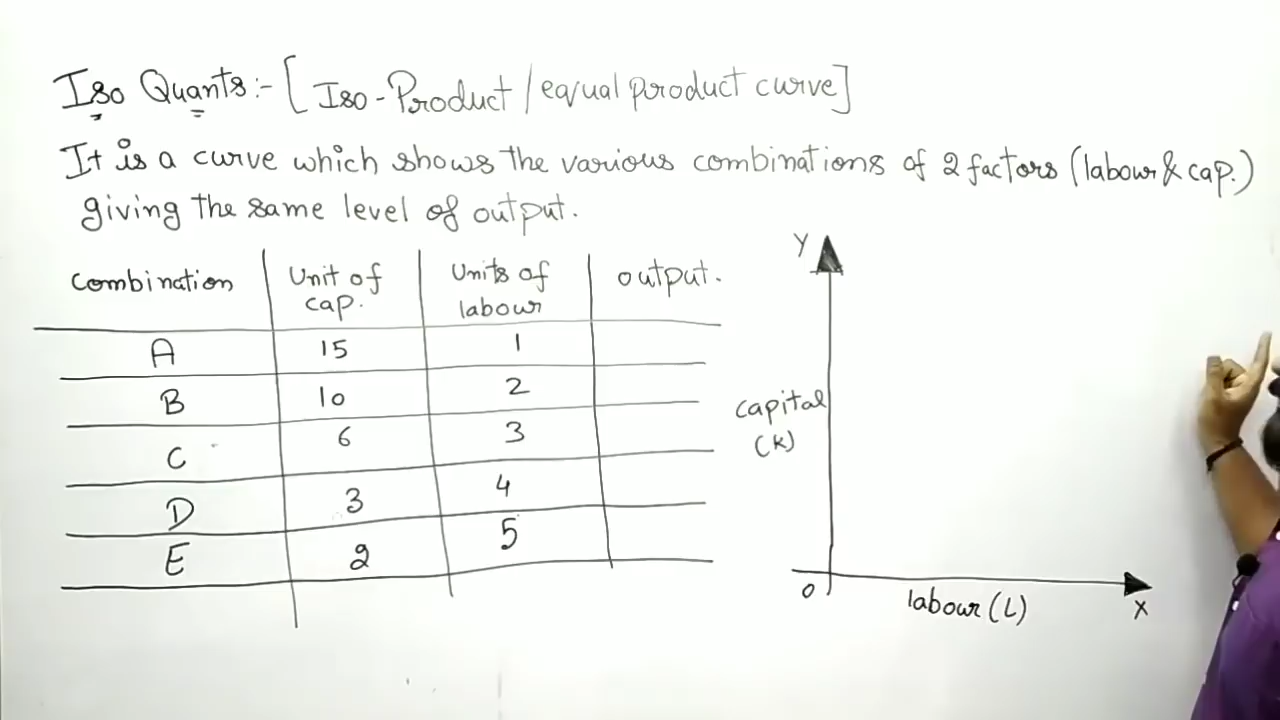 Iso Quants:- [Iso-Product / equal product curve]
It is a curve which shows the various combinations of 2 factors (labour & cap.)
giving the same level of output.
Combination Unit of cap. Units of labour output.
A 15 1
B 10 2
C 6 3
D 3 4
E 2 5
Y
capital
(K)
O
labour (L)
X